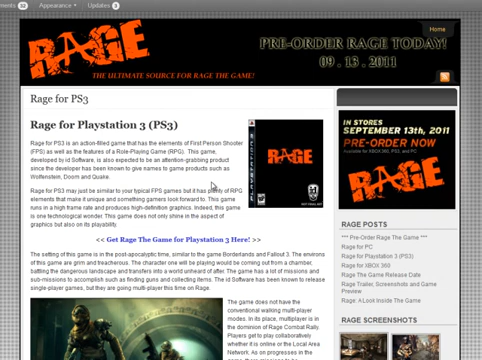 Appearance
Updates
Home
RAGE
PRE-ORDER RAGE TODAY!
09 . 13 . 2011
THE ULTIMATE SOURCE FOR RAGE THE GAME!
Rage for PS3
Rage for Playstation 3 (PS3)
Rage for PS3 is an action-filled game that has the elements of First Person Shooter
(FPS) as well as the features of a Role-Playing Game (RPG). This game,
developed by id Software, is also expected to be an attention-grabbing product
since the developer has been known to give names to game products such as
Wolfenstein, Doom and Quake.
Rage for PS3 may just be similar to your typical FPS games but it has plenty of RPG
elements that make it unique and something gamers look forward to. This game
runs in a high frame rate and produces high-definition graphics. Indeed, this game
is one technological wonder. This game does not only shine in the aspect of
graphics but also on its playability.
<< Get Rage The Game for Playstation 3 Here! >>
The setting of this game is in the post-apocalyptic time, similar to the game Borderlands and Fallout 3. The environs
of this game are grim and treacherous. The character one will be playing would be coming out from a chamber,
battling the dangerous landscape and transfers into a world unheard of after. The game has a lot of missions and
sub-missions to accomplish such as finding guns and collecting items. The id Software has been known to release
single-player games, but they are going multi-player this time on Rage.
The game does not have the
conventional walking multi-player
modes. In its place, multiplayer is in
the dominion of Rage Combat Rally.
Players get to play collaboratively
whether it is online or the Local Area
Network. As on progresses in the
RAGE
IN STORES
SEPTEMBER 13th, 2011
PRE-ORDER NOW
Available for XBOX 360, PS3, and PC
RAGE
RAGE POSTS
*** Pre-Order Rage The Game ***
Rage for PC
Rage for Playstation 3 (PS3)
Rage for XBOX 360
Rage The Game Release Date
Rage Trailer, Screenshots and Game
Preview
Rage: A Look Inside The Game
RAGE SCREENSHOTS